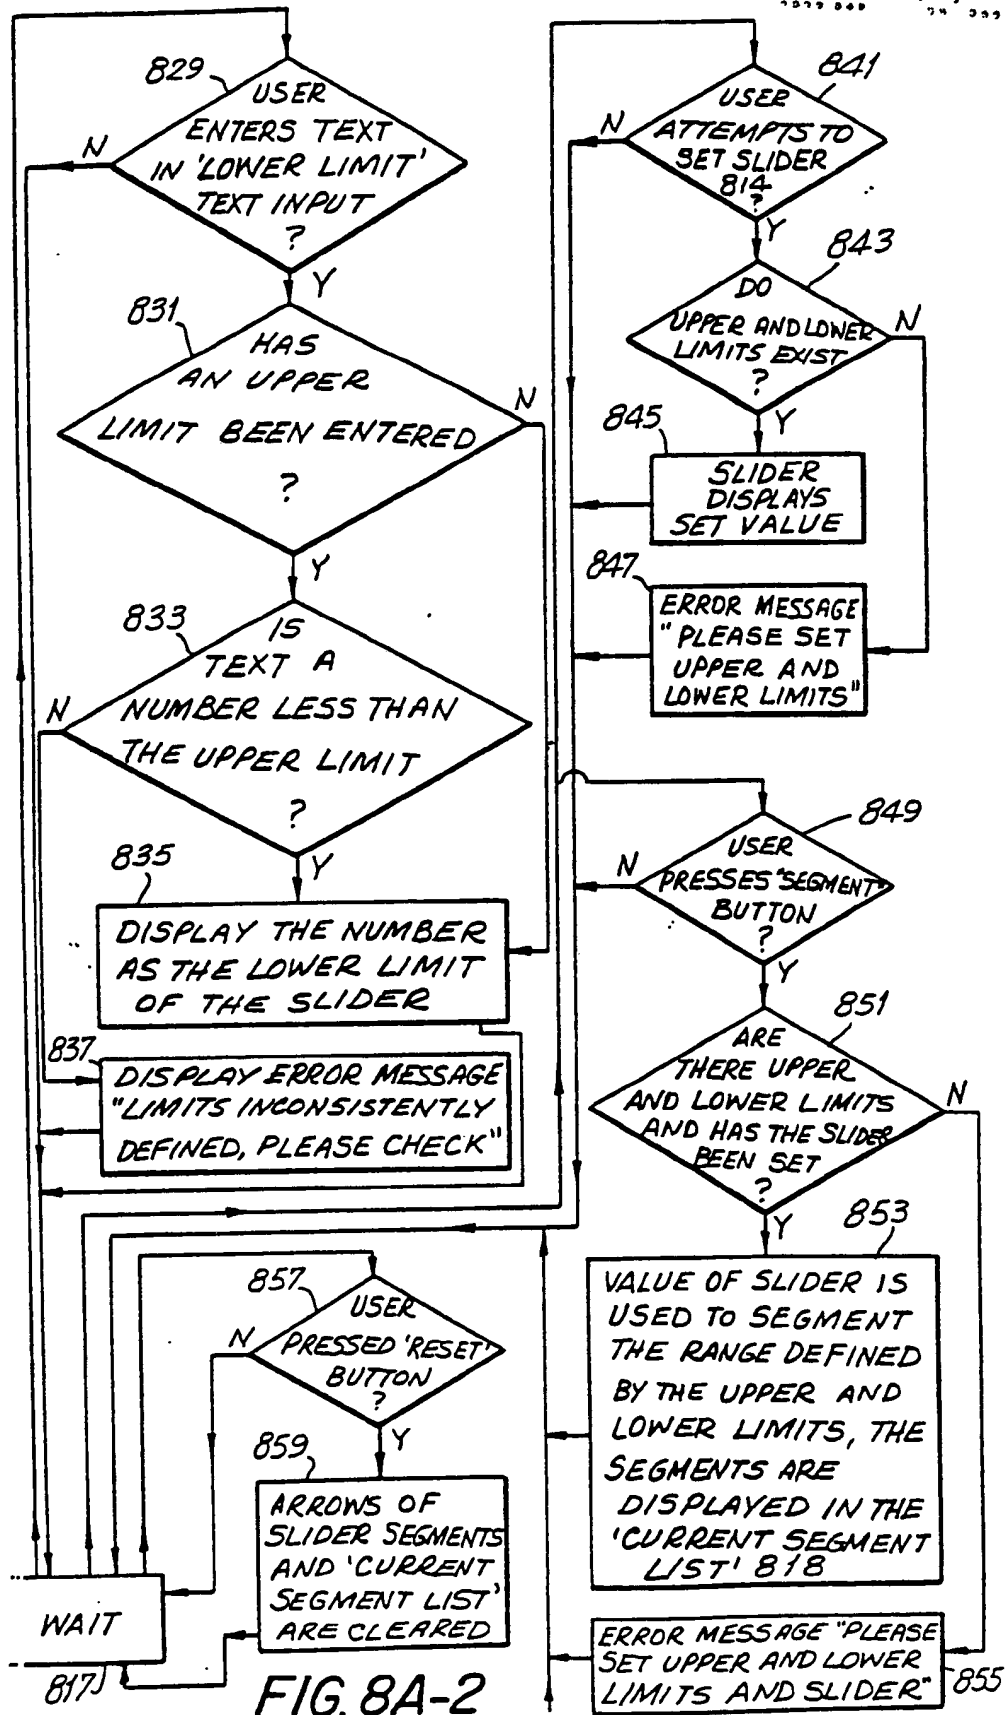 829
USER
ENTERS TEXT
IN 'LOWER LIMIT'
TEXT INPUT
?
N
Y
831
HAS
AN UPPER
LIMIT BEEN ENTERED
?
N
Y
833
IS
TEXT A
NUMBER LESS THAN
THE UPPER LIMIT
?
N
Y
835
DISPLAY THE NUMBER
AS THE LOWER LIMIT
OF THE SLIDER
837
DISPLAY ERROR MESSAGE
"LIMITS INCONSISTENTLY
DEFINED, PLEASE CHECK"
841
USER
ATTEMPTS TO
SET SLIDER
814
?
N
Y
843
DO
UPPER AND LOWER
LIMITS EXIST
?
N
Y
845
SLIDER
DISPLAYS
SET VALUE
847
ERROR MESSAGE
"PLEASE SET
UPPER AND
LOWER LIMITS"
849
USER
PRESSES "SEGMENT"
BUTTON
?
N
Y
851
ARE
THERE UPPER
AND LOWER LIMITS
AND HAS THE SLIDER
BEEN SET
?
N
Y
853
VALUE OF SLIDER IS
USED TO SEGMENT
THE RANGE DEFINED
BY THE UPPER AND
LOWER LIMITS, THE
SEGMENTS ARE
DISPLAYED IN THE
'CURRENT SEGMENT
LIST' 818
ERROR MESSAGE "PLEASE
SET UPPER AND LOWER
LIMITS AND SLIDER"
855
857
USER
PRESSED 'RESET'
BUTTON
?
N
Y
859
ARROWS OF
SLIDER SEGMENTS
AND 'CURRENT
SEGMENT LIST'
ARE CLEARED
WAIT
817
FIG. 8A-2